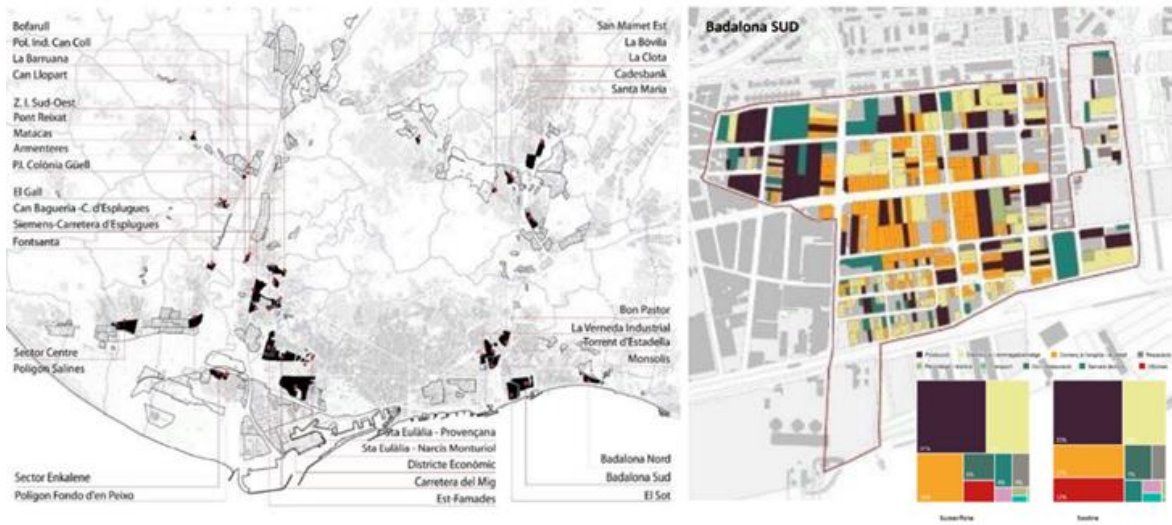 Bofarull
Pol. Ind. Can Coll
La Barruana
Can Llopart
Z. I. Sud-Oest
Pont Reixat
Matacas
Armenteres
P.I. Colònia Güell
El Gall
Can Bagueria -C. d'Esplugues
Siemens-Carretera d'Esplugues
Fontsanta
Sector Centre
Polígon Salines
Sector Enkalene
Polígon Fondo d'en Peixo
San Mamet Est
La Bòvila
La Clota
Cadesbank
Santa Maria
Bon Pastor
La Verneda Industrial
Torrent d'Estadella
Monsolís
Sta Eulàlia - Provençana
Sta Eulàlia - Narcís Monturiol
Districte Econòmic
Carretera del Mig
Est-Famades
Badalona Nord
Badalona Sud
El Sot
Badalona SUD
Producció
Transport
Oficines
Superfície